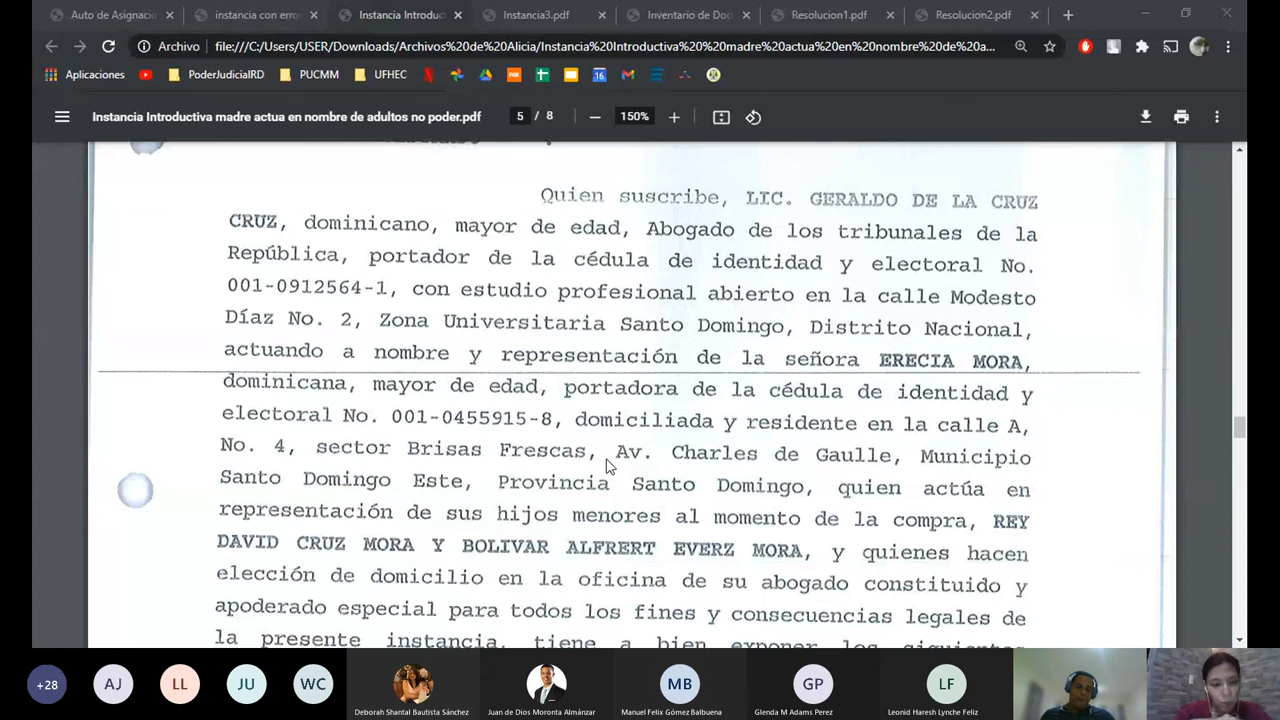 Auto de Asignació
instancia con erro
Instancia Introduc
Instancia3.pdf
Inventario de Doc
Resolucion1.pdf
Resolucion2.pdf
Archivo
file:///C:/Users/USER/Downloads/Archivos%20de%20Alicia/Instancia%20Introductiva%20%20madre%20actua%20en%20nombre%20de%20a...
Aplicaciones
PoderJudicialRD
PUCMM
UFHEC
Instancia Introductiva madre actua en nombre de adultos no poder.pdf
5 / 8
150%
Quien suscribe, LIC. GERALDO DE LA CRUZ
CRUZ, dominicano, mayor de edad, Abogado de los tribunales de la
República, portador de la cédula de identidad y electoral No.
001-0912564-1, con estudio profesional abierto en la calle Modesto
Díaz No. 2, Zona Universitaria Santo Domingo, Distrito Nacional,
actuando a nombre y representación de la señora ERECIA MORA,
dominicana, mayor de edad, portadora de la cédula de identidad y
electoral No. 001-0455915-8, domiciliada y residente en la calle A,
No. 4, sector Brisas Frescas, Av. Charles de Gaulle, Municipio
Santo Domingo Este, Provincia Santo Domingo, quien actúa en
representación de sus hijos menores al momento de la compra, REY
DAVID CRUZ MORA Y BOLIVAR ALFRERT EVERZ MORA, y quienes hacen
elección de domicilio en la oficina de su abogado constituido y
apoderado especial para todos los fines y consecuencias legales de
la presente instancia, tiene a bien exponer los siguientes
+28
AJ
LL
JU
WC
MB
GP
LF
Deborah Shantal Bautista Sánchez
Juan de Dios Moronta Almánzar
Manuel Felix Gómez Balbuena
Glenda M Adams Perez
Leonid Haresh Lynche Feliz